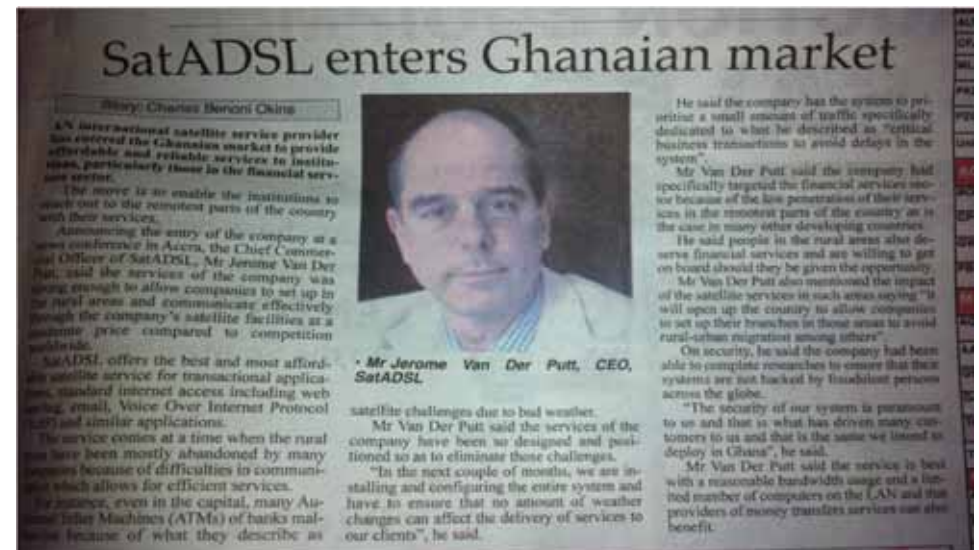 SatADSL enters Ghanaian market
Story: Charles Benoni Okine
AN international satellite service provider
has entered the Ghanaian market to provide
affordable and reliable services to institu-
tions, particularly those in the financial serv-
ices sector.
The move is to enable the institutions to
reach out to the remotest parts of the country
with their services.
Announcing the entry of the company at a
news conference in Accra, the Chief Commer-
cial Officer of SatADSL, Mr Jerome Van Der
Putt, said the services of the company was
strong enough to allow companies to set up in
the rural areas and communicate effectively
through the company's satellite facilities at a
price compared to competition
worldwide.
SatADSL offers the best and most afford-
able satellite service for transactional applica-
tions, standard internet access including web
email, Voice Over Internet Protocol
and similar applications.
The service comes at a time when the rural
have been mostly abandoned by many
because of difficulties in communi-
which allows for efficient services.
For instance, even in the capital, many Au-
Teller Machines (ATMs) of banks mal-
because of what they describe as
• Mr Jerome Van Der Putt, CEO,
SatADSL
satellite challenges due to bad weather.
Mr Van Der Putt said the services of the
company have been so designed and posi-
tioned so as to eliminate those challenges.
"In the next couple of months, we are in-
stalling and configuring the entire system and
have to ensure that no amount of weather
changes can affect the delivery of services to
our clients", he said.
He said the company has the system to pri-
oritise a small amount of traffic specifically
dedicated to what he described as "critical
business transactions to avoid delays in the
system".
Mr Van Der Putt said the company had
specifically targeted the financial services sec-
tor because of the low penetration of their serv-
ices in the remotest parts of the country as is
the case in many other developing countries.
He said people in the rural areas also de-
serve financial services and are willing to get
on board should they be given the opportunity.
Mr Van Der Putt also mentioned the impact
of the satellite services in such areas saying "it
will open up the country to allow companies
to set up their branches in those areas to avoid
rural-urban migration among others"
On security, he said the company had been
able to complete researches to ensure that their
systems are not hacked by fraudulent persons
across the globe.
"The security of our system is paramount
to us and that is what has driven many cus-
tomers to us and that is the same we intend to
deploy in Ghana", he said.
Mr Van Der Putt said the service is best
with a reasonable bandwidth usage and a lim-
ited number of computers on the LAN and that
providers of money transfers services can also
benefit.